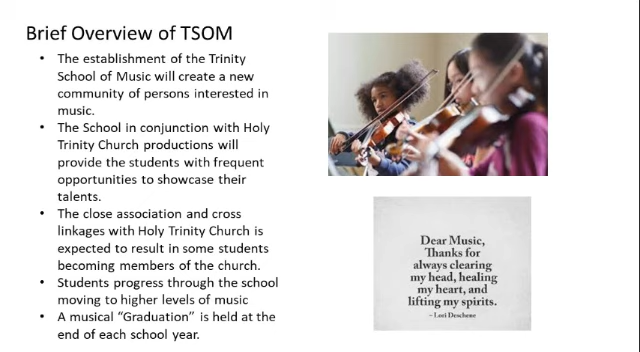 Brief Overview of TSOM
• The establishment of the Trinity
School of Music will create a new
community of persons interested in
music.
• The School in conjunction with Holy
Trinity Church productions will
provide the students with frequent
opportunities to showcase their
talents.
• The close association and cross
linkages with Holy Trinity Church is
expected to result in some students
becoming members of the church.
• Students progress through the school
moving to higher levels of music
• A musical “Graduation” is held at the
end of each school year.
Dear Music,
Thanks for
always clearing
my head, healing
my heart, and
lifting my spirits.
~ Lori Deschene